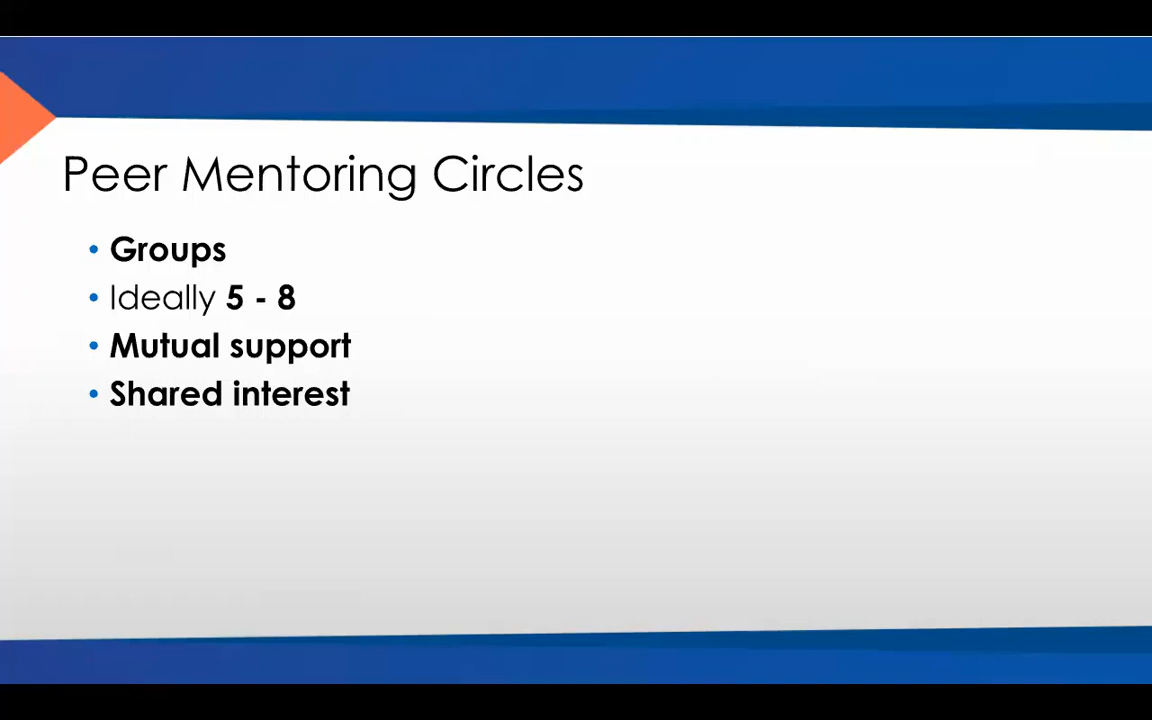 Peer Mentoring Circles
• Groups
• Ideally 5 - 8
• Mutual support
• Shared interest